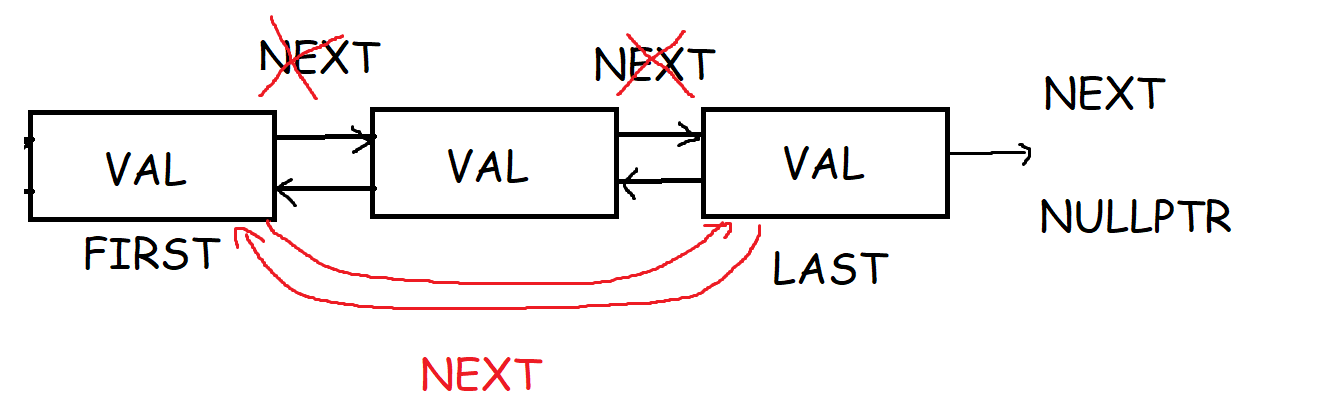 NEXT
NEXT
NEXT
VAL
VAL
VAL
NULLPTR
FIRST
LAST
NEXT